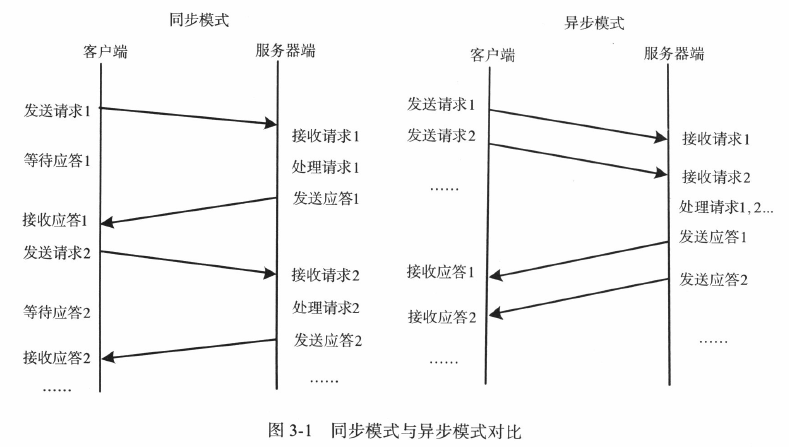 同步模式
客户端
服务器端
发送请求1
接收请求1
等待应答1
处理请求1
发送应答1
接收应答1
发送请求2
接收请求2
等待应答2
处理请求2
发送应答2
接收应答2
……
……
异步模式
客户端
服务器端
发送请求1
发送请求2
接收请求1
接收请求2
……
处理请求1,2...
发送应答1
接收应答1
发送应答2
接收应答2
……
……
图 3-1 同步模式与异步模式对比